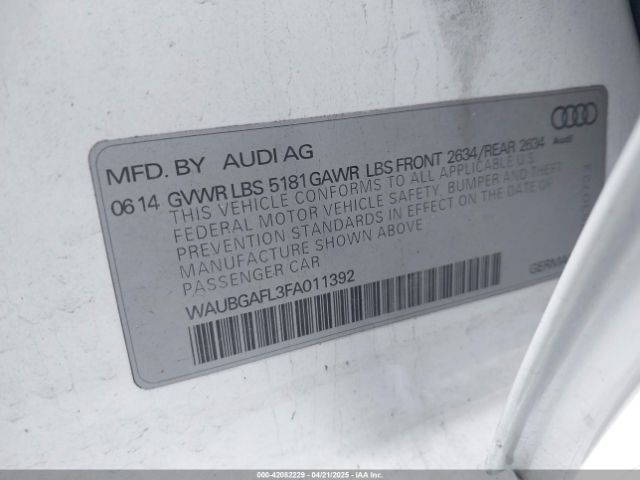 Audi
MFD. BY AUDI AG
06 14 GVWR LBS 5181 GAWR LBS FRONT 2634/REAR 2634
THIS VEHICLE CONFORMS TO ALL APPLICABLE U.S.
FEDERAL MOTOR VEHICLE SAFETY, BUMPER AND THEFT
PREVENTION STANDARDS IN EFFECT ON THE DATE OF
MANUFACTURE SHOWN ABOVE
PASSENGER CAR
WAUBGAFL3FA011392
GERMA
000-42082229 - 04/21/2025 - IAA Inc.